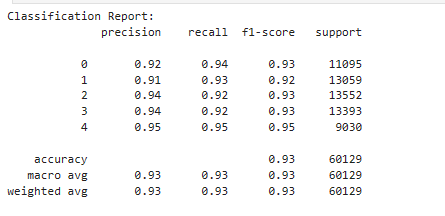 Classification Report:
precision recall f1-score support
0 0.92 0.94 0.93 11095
1 0.91 0.93 0.92 13059
2 0.94 0.92 0.93 13552
3 0.94 0.92 0.93 13393
4 0.95 0.95 0.95 9030
accuracy 0.93 60129
macro avg 0.93 0.93 0.93 60129
weighted avg 0.93 0.93 0.93 60129